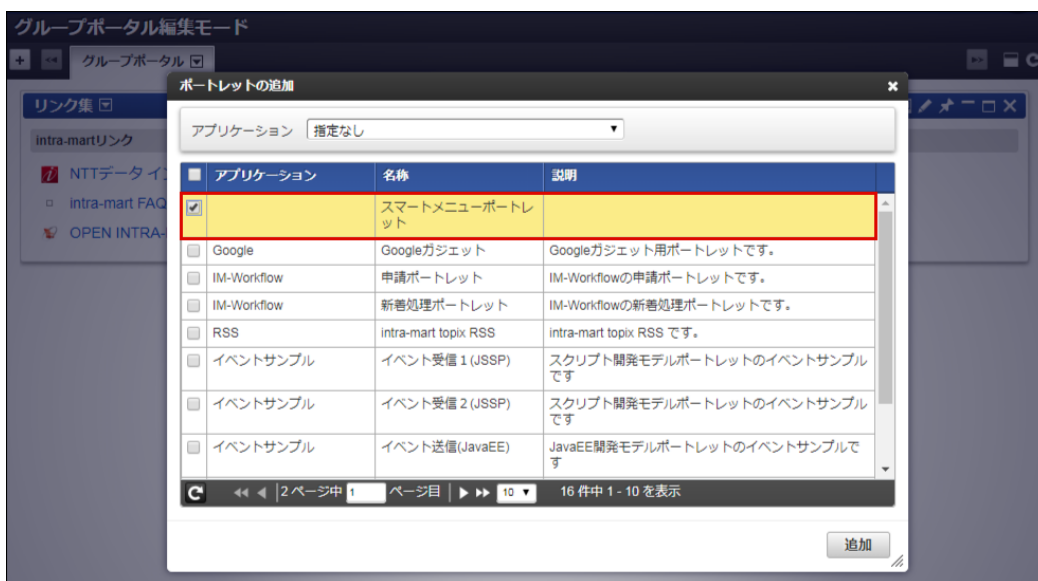 グループポータル編集モード
グループポータル
ポートレットの追加
リンク集
アプリケーション 指定なし
intra-martリンク
NTTデータ イ
intra-mart FAQ
OPEN INTRA-
アプリケーション 名称 説明
スマートメニューポートレ
ット
Google Googleガジェット Googleガジェット用ポートレットです。
IM-Workflow 申請ポートレット IM-Workflowの申請ポートレットです。
IM-Workflow 新着処理ポートレット IM-Workflowの新着処理ポートレットです。
RSS intra-mart topix RSS intra-mart topix RSS です。
イベントサンプル イベント受信1(JSSP) スクリプト開発モデルポートレットのイベントサンプル
です
イベントサンプル イベント受信2(JSSP) スクリプト開発モデルポートレットのイベントサンプル
です
イベントサンプル イベント送信(JavaEE) JavaEE開発モデルポートレットのイベントサンプルで
す
2 ページ中 1 ページ目 10 16 件中 1 - 10 を表示
追加